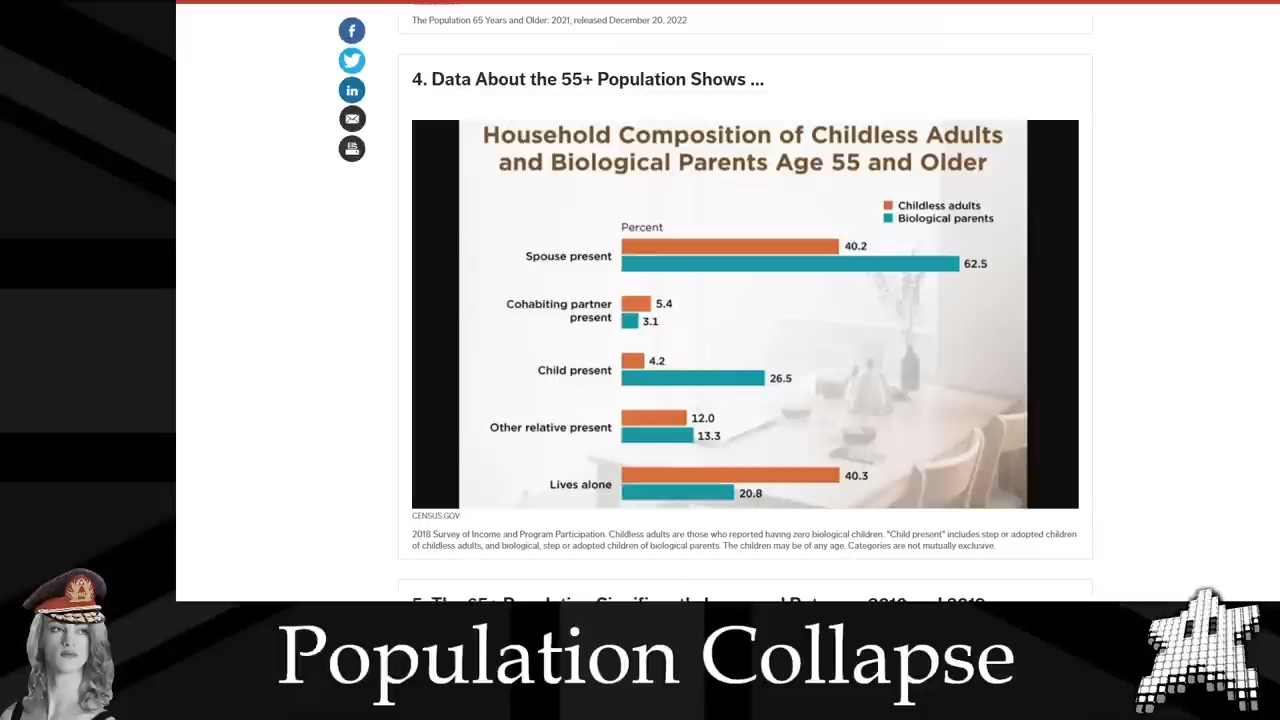 The Population 65 Years and Older: 2021, released December 20, 2022
4. Data About the 55+ Population Shows ...
Household Composition of Childless Adults
and Biological Parents Age 55 and Older
Childless adults
Biological parents
Percent
Spouse present
40.2
62.5
Cohabiting partner
present
5.4
3.1
Child present
4.2
26.5
Other relative present
12.0
13.3
Lives alone
40.3
20.8
CENSUS.GOV
2018 Survey of Income and Program Participation. Childless adults are those who reported having zero biological children. "Child present" includes step or adopted children
of childless adults, and biological, step or adopted children of biological parents. The children may be of any age. Categories are not mutually exclusive.
Population Collapse